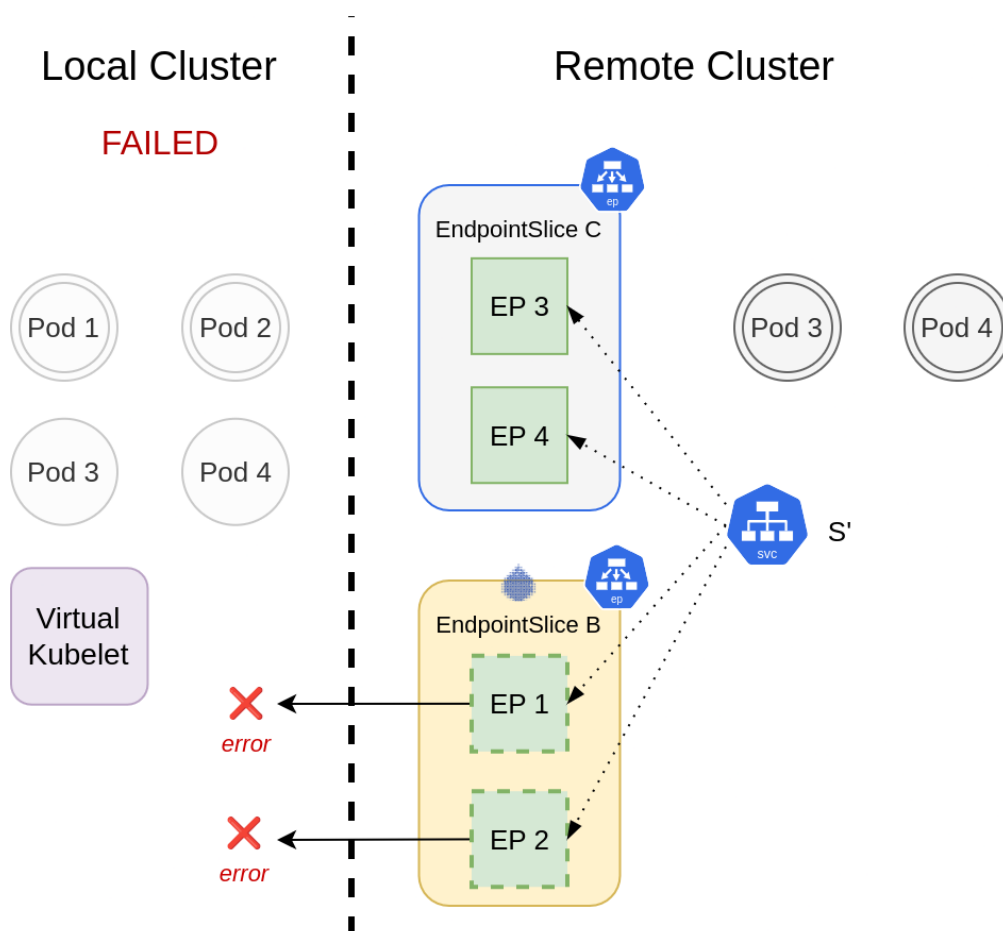 Local Cluster
Remote Cluster
FAILED
ep
EndpointSlice C
EP 3
EP 4
Pod 1
Pod 2
Pod 3
Pod 4
Pod 3
Pod 4
svc
S'
Virtual
Kubelet
ep
EndpointSlice B
EP 1
EP 2
error
error